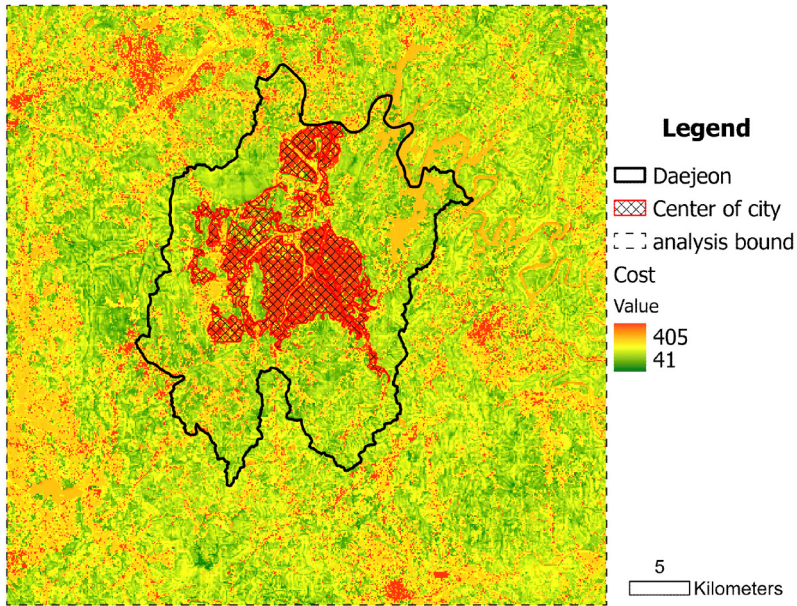 Legend
Daejeon
Center of city
analysis bound
Cost
Value
405
41
5
Kilometers